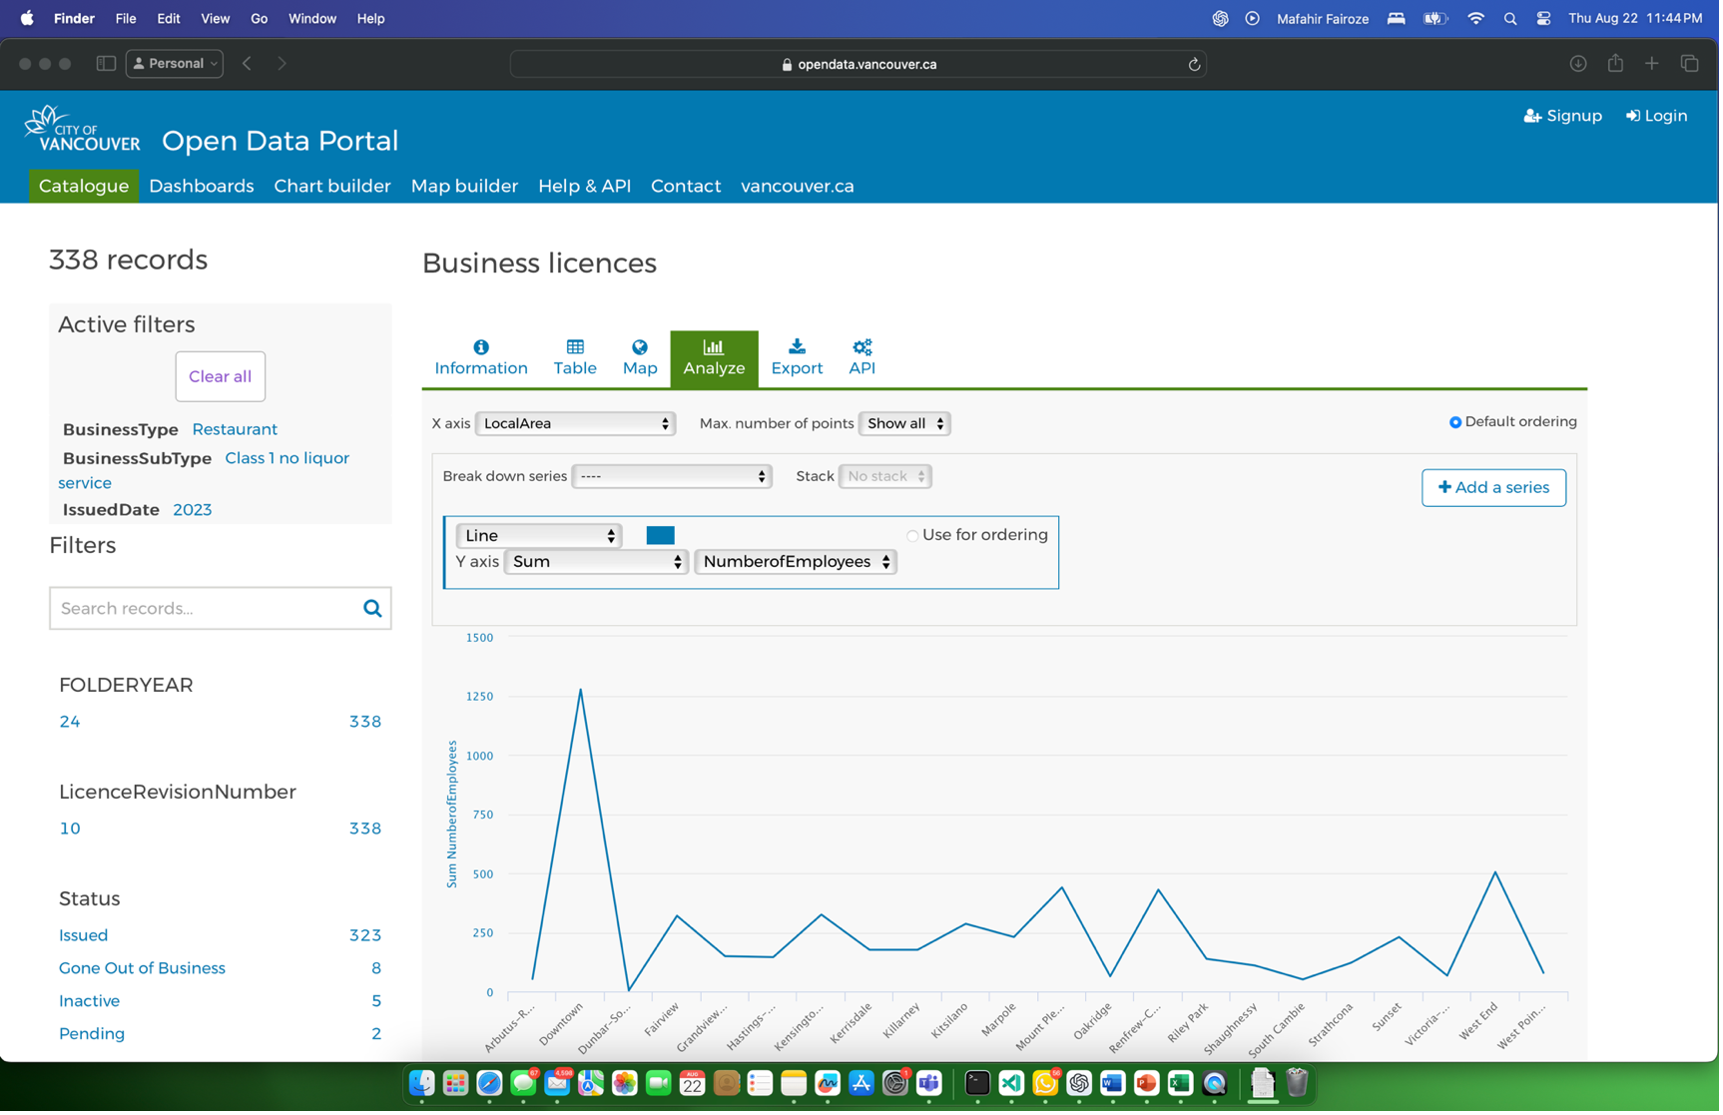 Finder File Edit View Go Window Help
Mafahir Fairoze Thu Aug 22 11:44 PM
Personal
opendata.vancouver.ca
Signup Login
CITY OF
VANCOUVER
Open Data Portal
Catalogue Dashboards Chart builder Map builder Help & API Contact vancouver.ca
338 records
Active filters
Clear all
BusinessType Restaurant
BusinessSubType Class 1 no liquor
service
IssuedDate 2023
Filters
Search records...
FOLDERYEAR
24 338
LicenceRevisionNumber
10 338
Status
Issued 323
Gone Out of Business 8
Inactive 5
Pending 2
Business licences
Information Table Map Analyze Export API
X axis LocalArea Max. number of points Show all Default ordering
Break down series ---- Stack No stack + Add a series
Line Use for ordering
Y axis Sum NumberofEmployees
1500
1250
1000
750
500
250
0
Sum NumberofEmployees
Arbutus-R...
Downtown
Dunbar-So...
Fairview
Grandview...
Hastings-...
Kensingto...
Kerrisdale
Killarney
Kitsilano
Marpole
Mount Ple...
Oakridge
Renfrew-C...
Riley Park
Shaughnessy
South Cambie
Strathcona
Sunset
Victoria-...
West End
West Poin...
67 4,598 AUG 22 1 56